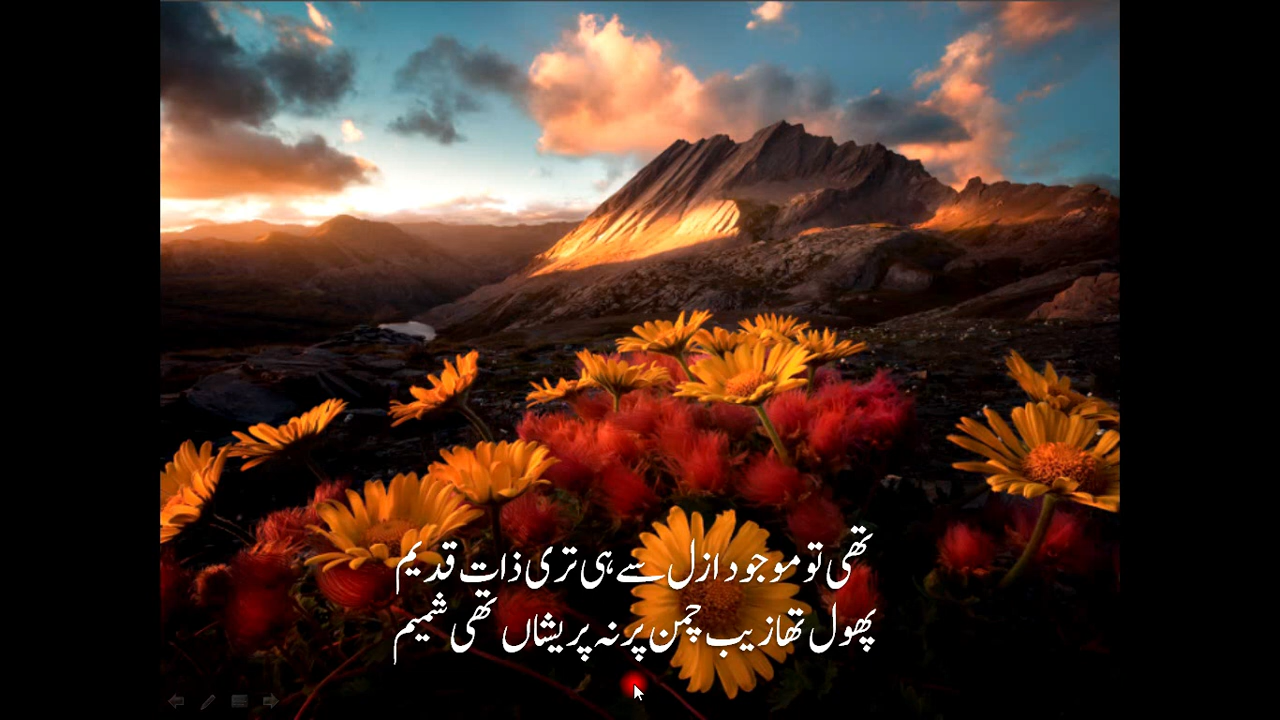 تھی تو موجود ازل سے ہی تری ذات قدیم
پھول تھا زیب چمن پر نہ پریشاں تھی شمیم